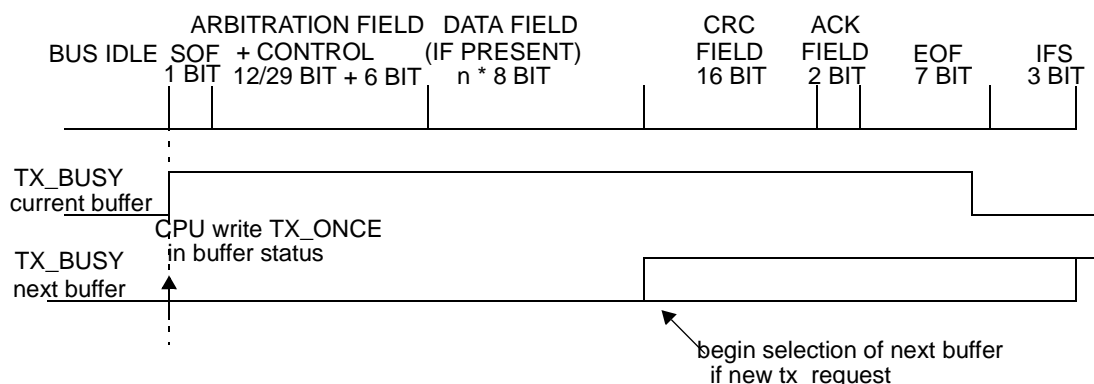 ARBITRATION FIELD DATA FIELD CRC ACK
BUS IDLE SOF + CONTROL (IF PRESENT) FIELD FIELD EOF IFS
1 BIT 12/29 BIT + 6 BIT n * 8 BIT 16 BIT 2 BIT 7 BIT 3 BIT
TX_BUSY
current buffer
CPU write TX_ONCE
in buffer status
TX_BUSY
next buffer
begin selection of next buffer
if new tx_request